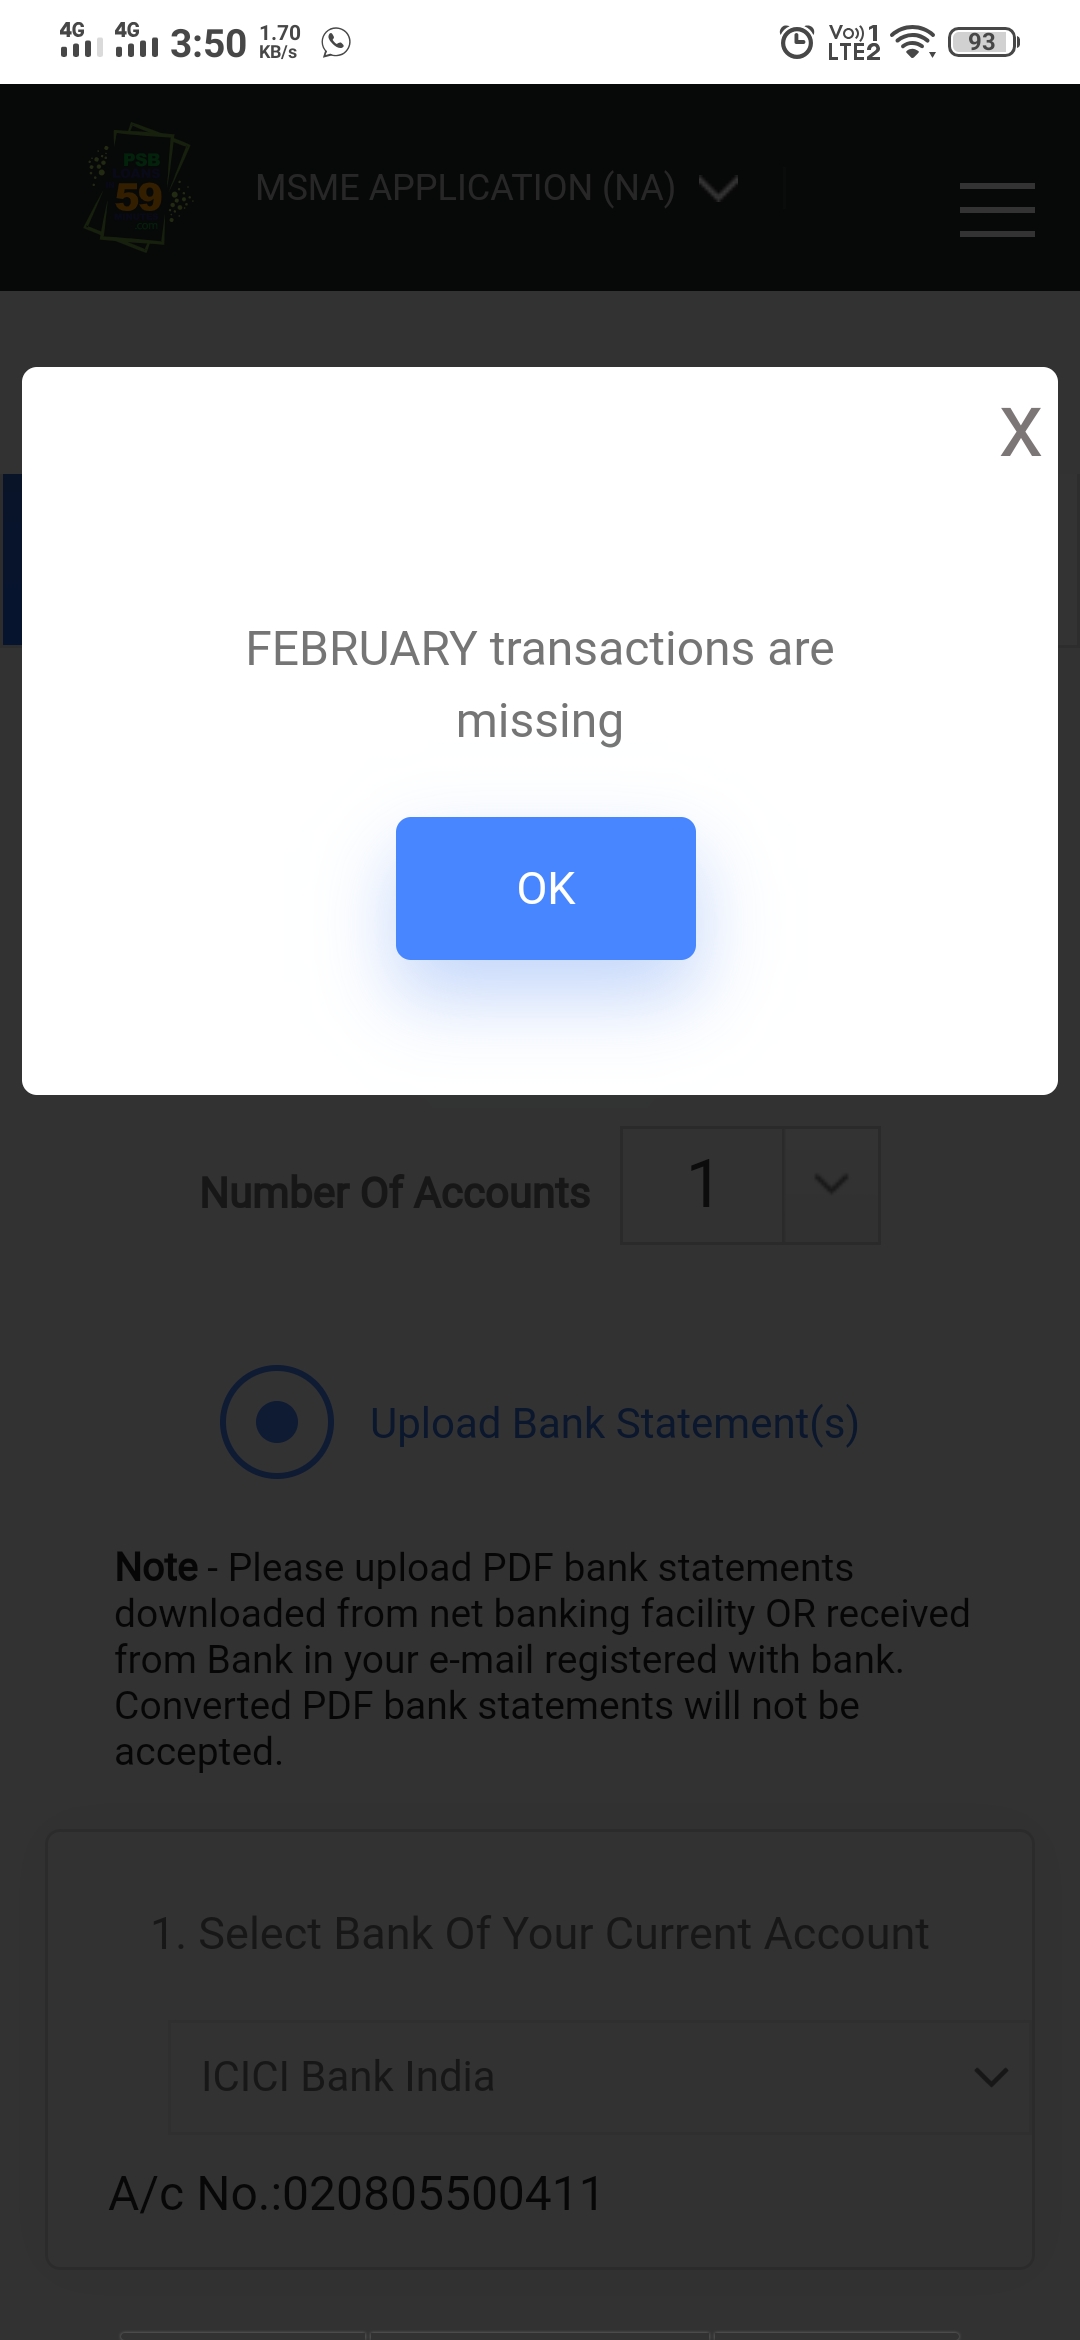 4G 4G 3:50 1.70 KB/s Vo)) 1 LTE2 93
PSB
59
com
MSME APPLICATION (NA)
X
FEBRUARY transactions are
missing
OK
Number Of Accounts 1
Upload Bank Statement(s)
Note - Please upload PDF bank statements
downloaded from net banking facility OR received
from Bank in your e-mail registered with bank.
Converted PDF bank statements will not be
accepted.
1. Select Bank Of Your Current Account
ICICI Bank India
A/c No.:020805500411